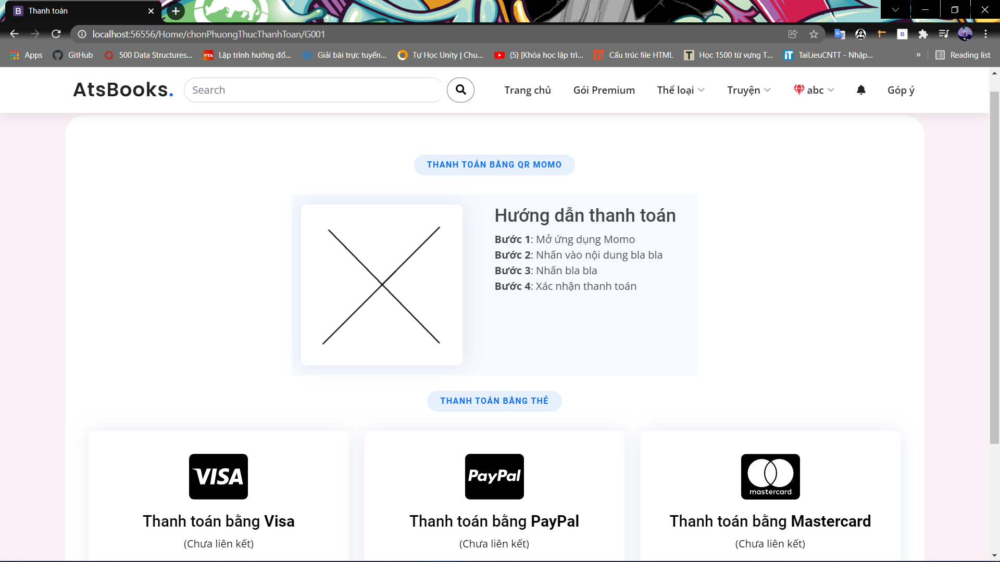 Thanh toán
localhost:56556/Home/chonPhuongThucThanhToan/G001
Apps GitHub 500 Data Structures... Lập trình hướng đố... Giải bài trực tuyến... Tự Học Unity | Chu... (5) [Khóa học lập trì... Cấu trúc file HTML Học 1500 từ vựng T... TaiLieuCNTT - Nhập... » Reading list
AtsBooks. Search Trang chủ Gói Premium Thể loại Truyện abc Góp ý
THANH TOÁN BẰNG QR MOMO
Hướng dẫn thanh toán
Bước 1: Mở ứng dụng Momo
Bước 2: Nhấn vào nội dung bla bla
Bước 3: Nhấn bla bla
Bước 4: Xác nhận thanh toán
THANH TOÁN BẰNG THẺ
VISA
Thanh toán bằng Visa
(Chưa liên kết)
PayPal
Thanh toán bằng PayPal
(Chưa liên kết)
mastercard
Thanh toán bằng Mastercard
(Chưa liên kết)